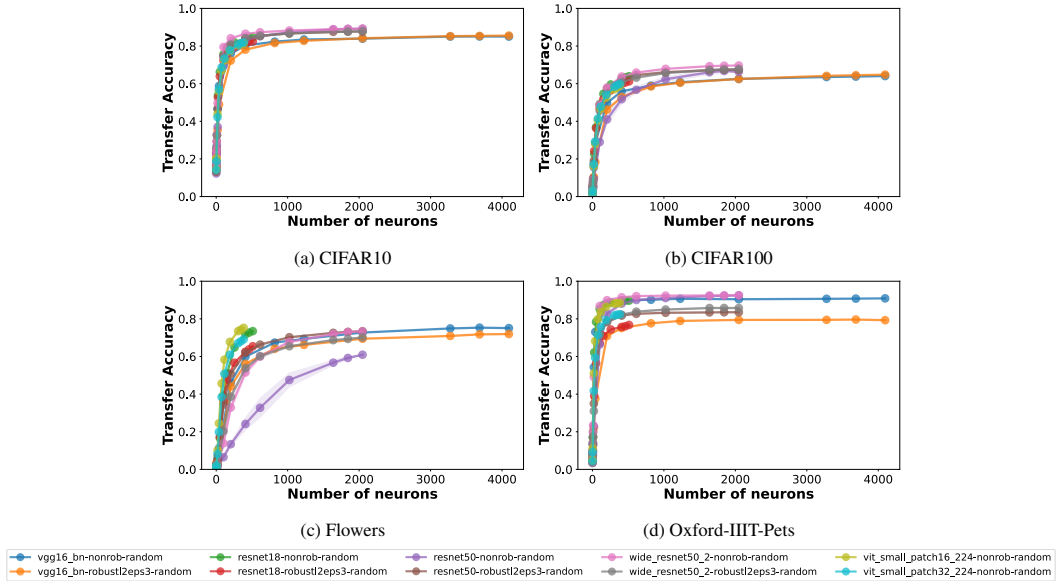 1.0
0.8
0.6
0.4
0.2
0.0
Transfer Accuracy
0 1000 2000 3000 4000
Number of neurons
(a) CIFAR10
1.0
0.8
0.6
0.4
0.2
0.0
Transfer Accuracy
0 1000 2000 3000 4000
Number of neurons
(b) CIFAR100
1.0
0.8
0.6
0.4
0.2
0.0
Transfer Accuracy
0 1000 2000 3000 4000
Number of neurons
(c) Flowers
1.0
0.8
0.6
0.4
0.2
0.0
Transfer Accuracy
0 1000 2000 3000 4000
Number of neurons
(d) Oxford-IIIT-Pets
vgg16_bn-nonrob-random resnet18-nonrob-random resnet50-nonrob-random wide_resnet50_2-nonrob-random vit_small_patch16_224-nonrob-random
vgg16_bn-robustl2eps3-random resnet18-robustl2eps3-random resnet50-robustl2eps3-random wide_resnet50_2-robustl2eps3-random vit_small_patch32_224-nonrob-random